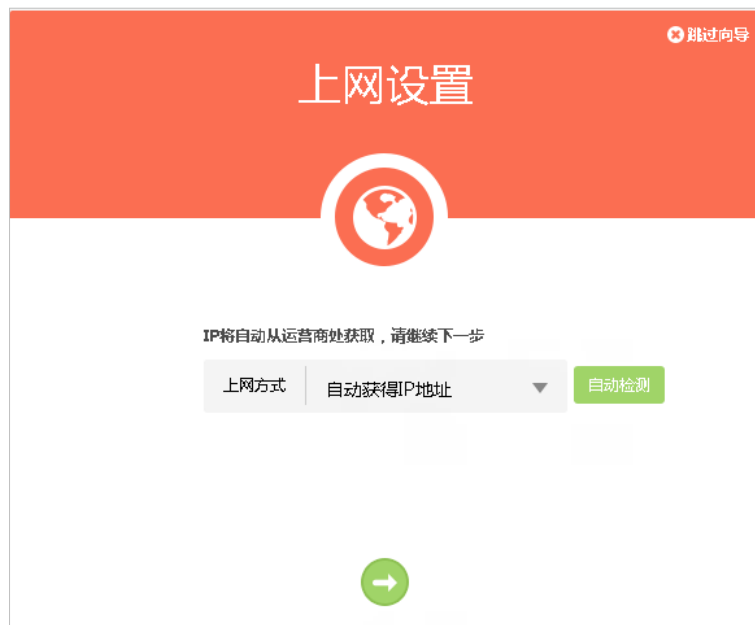 跳过向导
上网设置
IP将自动从运营商处获取，请继续下一步
上网方式
自动获得IP地址
自动检测